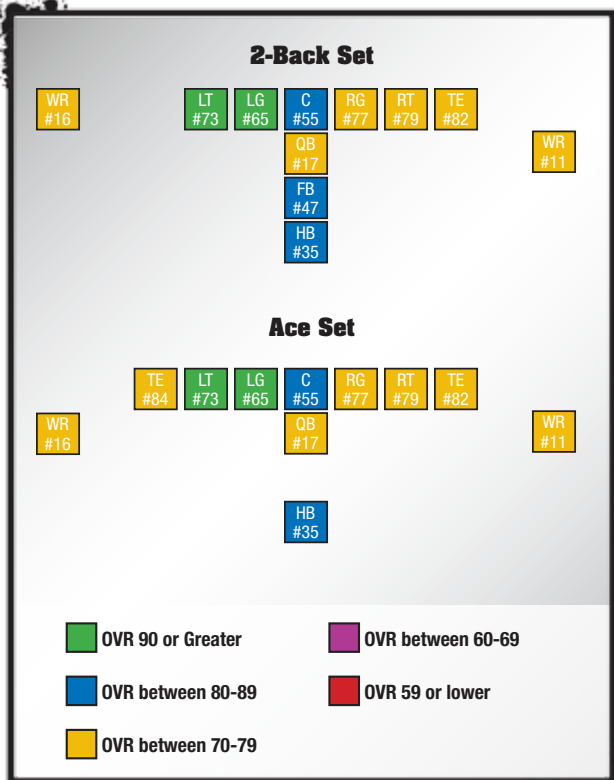 2-Back Set
WR LT LG C RG RT TE
#16 #73 #65 #55 #77 #79 #82
QB WR
#17 #11
FB
#47
HB
#35
Ace Set
TE LT LG C RG RT TE
#84 #73 #65 #55 #77 #79 #82
WR QB WR
#16 #17 #11
HB
#35
OVR 90 or Greater OVR between 60-69
OVR between 80-89 OVR 59 or lower
OVR between 70-79